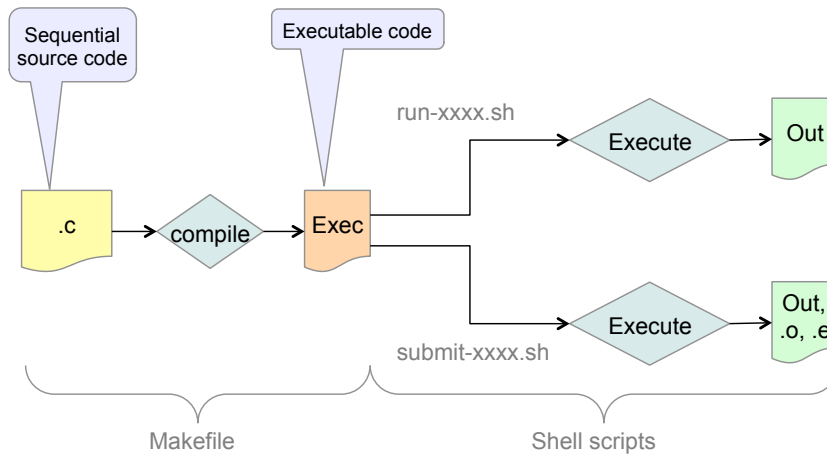 Sequential
source code
Executable code
run-xxxx.sh
Execute
Out
.c
compile
Exec
Execute
Out,
.o, .e
submit-xxxx.sh
Makefile
Shell scripts